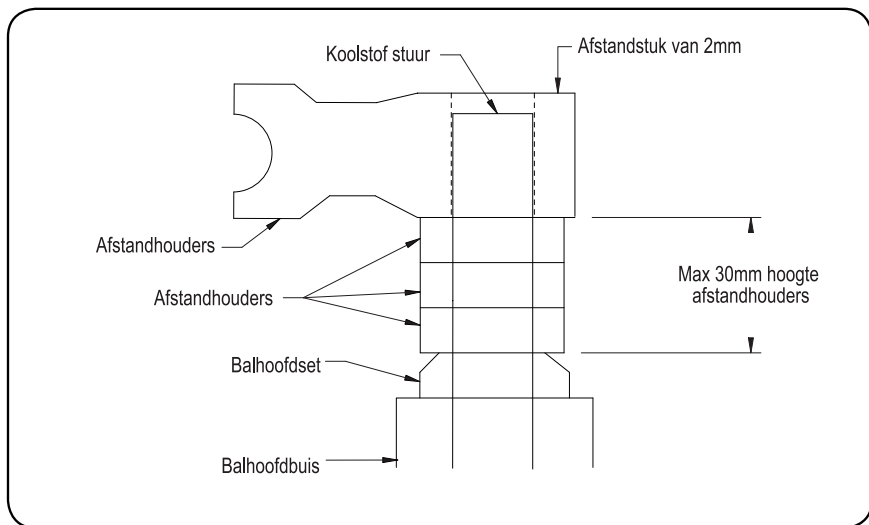 Koolstof stuur
Afstandstuk van 2mm
Afstandhouders
Afstandhouders
Max 30mm hoogte
afstandhouders
Balhoofdset
Balhoofdbuis